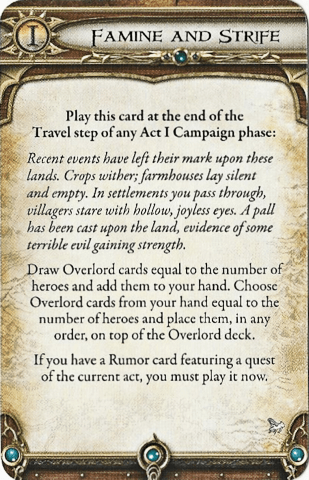 I
Famine and Strife
Play this card at the end of the
Travel step of any Act I Campaign phase:
Recent events have left their mark upon these
lands. Crops wither; farmhouses lay silent
and empty. In settlements you pass through,
villagers stare with hollow, joyless eyes. A pall
has been cast upon the land, evidence of some
terrible evil gaining strength.
Draw Overlord cards equal to the number of
heroes and add them to your hand. Choose
Overlord cards from your hand equal to the
number of heroes and place them, in any
order, on top of the Overlord deck.
If you have a Rumor card featuring a quest
of the current act, you must play it now.